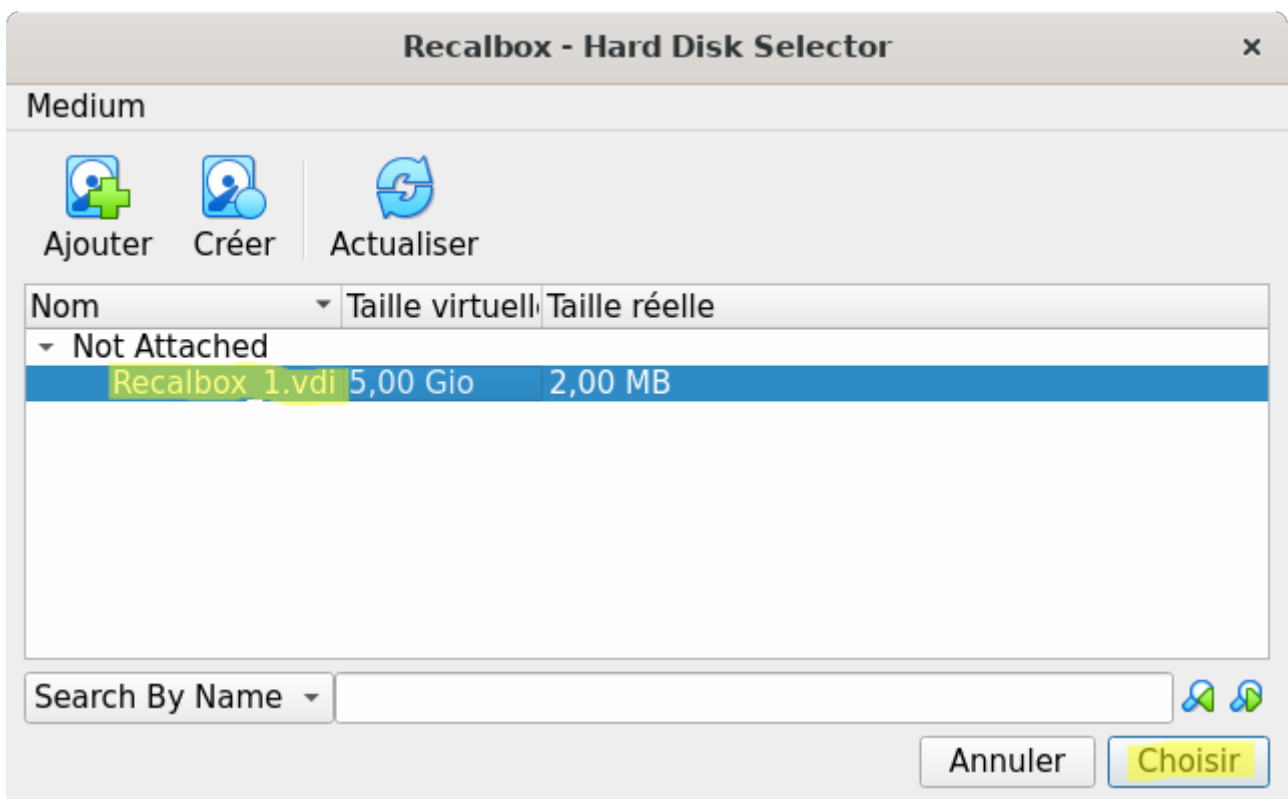 Recalbox - Hard Disk Selector ×
Medium
Ajouter Créer Actualiser
Nom Taille virtuell Taille réelle
Not Attached
Recalbox_1.vdi 5,00 Gio 2,00 MB
Search By Name
Annuler Choisir